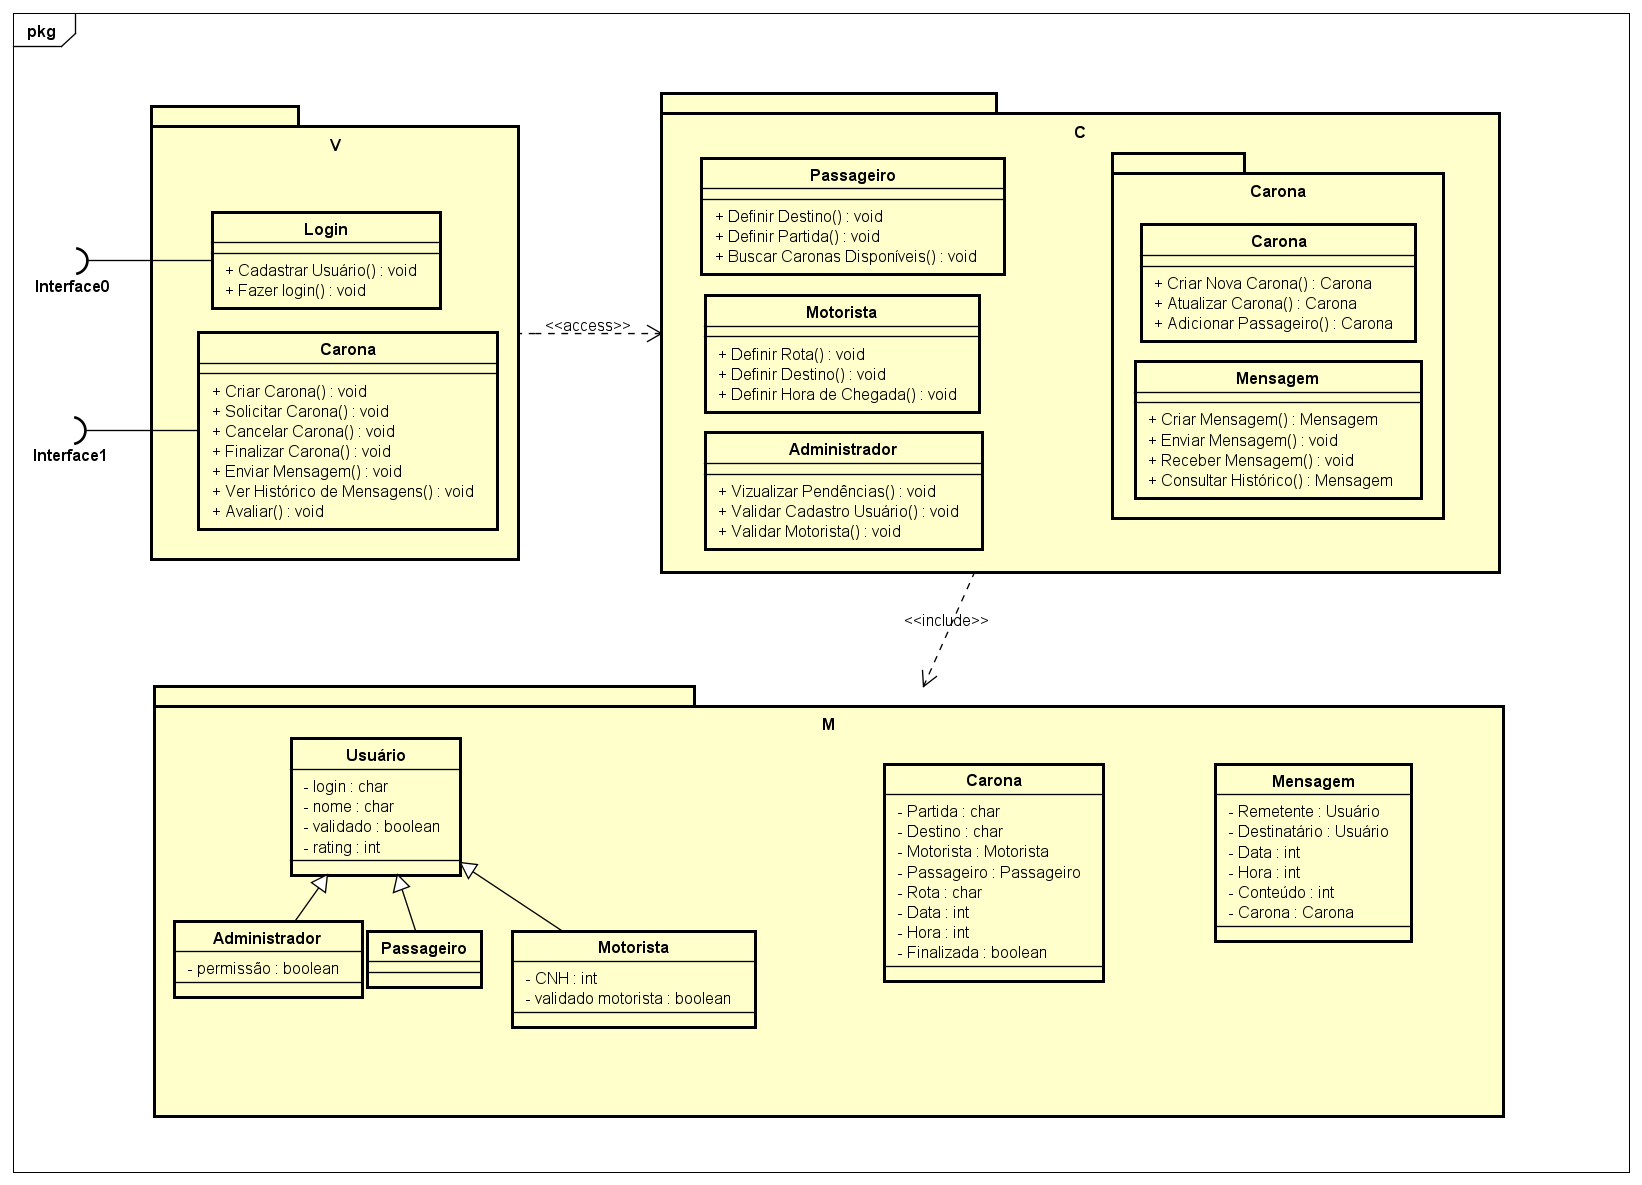 pkg
V
Login
+ Cadastrar Usuário() : void
+ Fazer login() : void
Interface0
Carona
+ Criar Carona() : void
+ Solicitar Carona() : void
+ Cancelar Carona() : void
+ Finalizar Carona() : void
+ Enviar Mensagem() : void
+ Ver Histórico de Mensagens() : void
+ Avaliar() : void
Interface1
<<access>>
C
Passageiro
+ Definir Destino() : void
+ Definir Partida() : void
+ Buscar Caronas Disponíveis() : void
Motorista
+ Definir Rota() : void
+ Definir Destino() : void
+ Definir Hora de Chegada() : void
Administrador
+ Vizualizar Pendências() : void
+ Validar Cadastro Usuário() : void
+ Validar Motorista() : void
Carona
Carona
+ Criar Nova Carona() : Carona
+ Atualizar Carona() : Carona
+ Adicionar Passageiro() : Carona
Mensagem
+ Criar Mensagem() : Mensagem
+ Enviar Mensagem() : void
+ Receber Mensagem() : void
+ Consultar Histórico() : Mensagem
<<include>>
M
Usuário
- login : char
- nome : char
- validado : boolean
- rating : int
Administrador
- permissão : boolean
Passageiro
Motorista
- CNH : int
- validado motorista : boolean
Carona
- Partida : char
- Destino : char
- Motorista : Motorista
- Passageiro : Passageiro
- Rota : char
- Data : int
- Hora : int
- Finalizada : boolean
Mensagem
- Remetente : Usuário
- Destinatário : Usuário
- Data : int
- Hora : int
- Conteúdo : int
- Carona : Carona